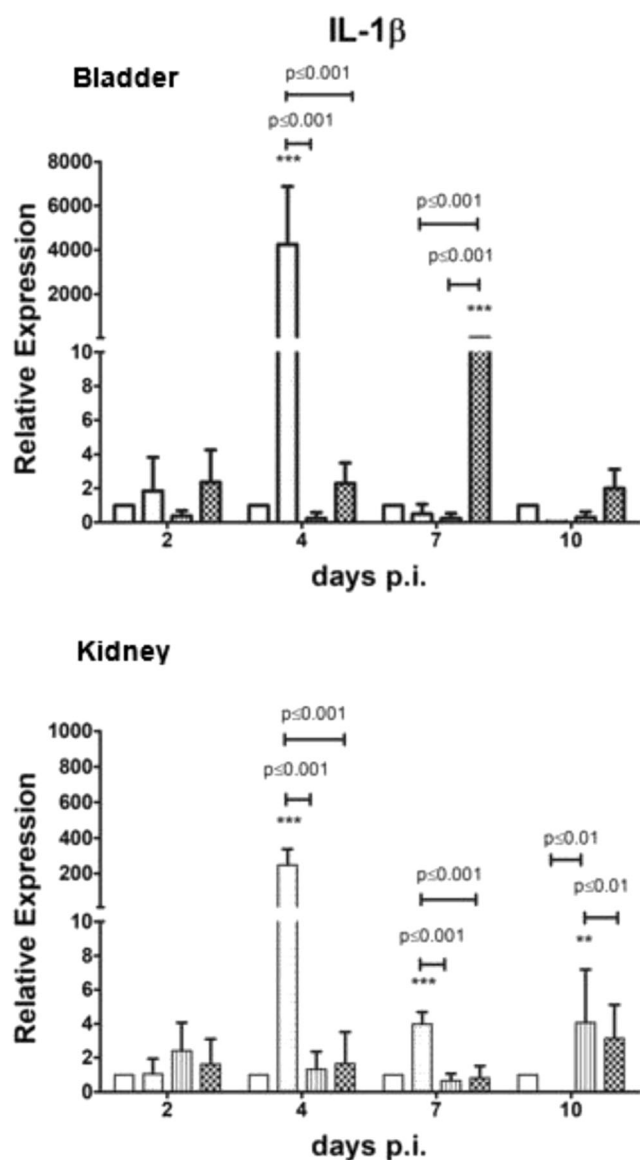 IL-1β
Bladder
p≤0.001
p≤0.001
***
8000
6000
4000
2000
p≤0.001
p≤0.001
***
10
8
6
4
2
0
Relative Expression
2 4 7 10
days p.i.
Kidney
1000
800
600
400
200
p≤0.001
p≤0.001
***
p≤0.001
p≤0.001
***
p≤0.01
p≤0.01
**
10
8
6
4
2
0
Relative Expression
2 4 7 10
days p.i.